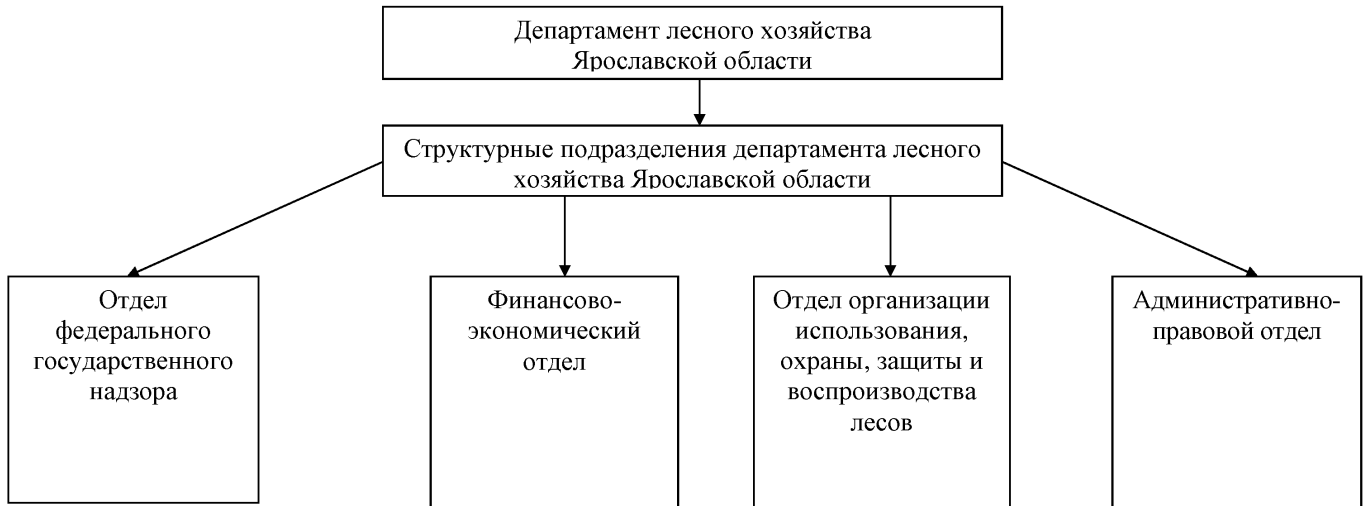 Департамент лесного хозяйства
Ярославской области
Структурные подразделения департамента лесного
хозяйства Ярославской области
Отдел
федерального
государственного
надзора
Финансово-
экономический
отдел
Отдел организации
использования,
охраны, защиты и
воспроизводства
лесов
Административно-
правовой отдел